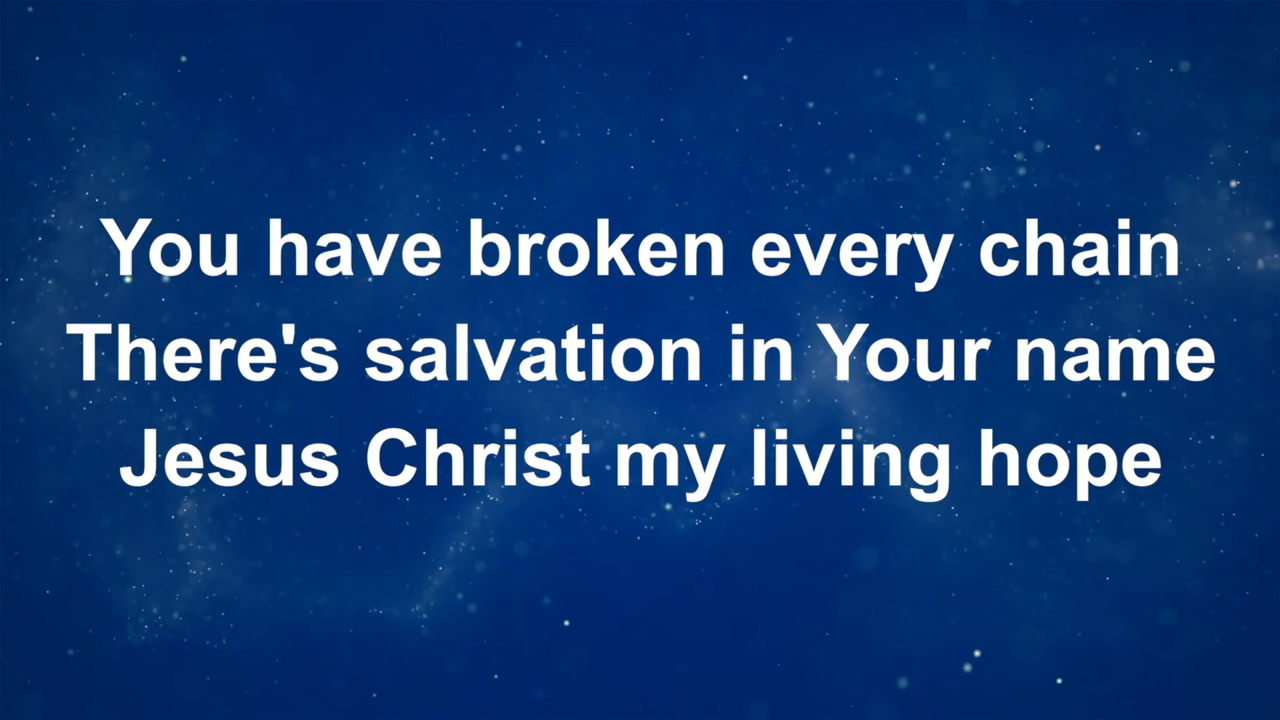 You have broken every chain
There's salvation in Your name
Jesus Christ my living hope